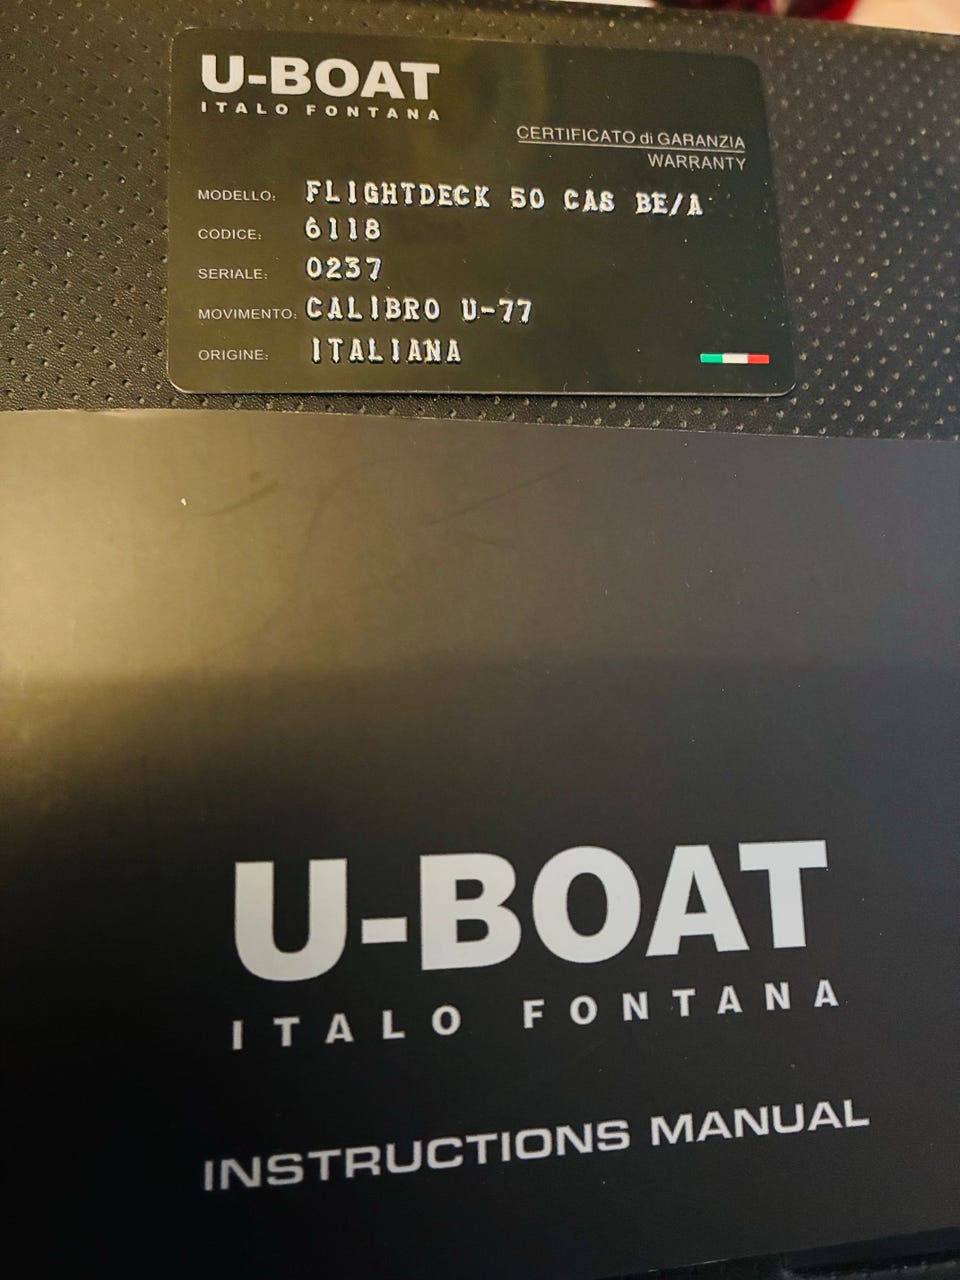 U-BOAT
ITALO FONTANA
CERTIFICATO di GARANZIA
WARRANTY
MODELLO: FLIGHTDECK 50 CAS BE/A
CODICE: 6118
SERIALE: 0237
MOVIMENTO: CALIBRO U-77
ORIGINE: ITALIANA
U-BOAT
ITALO FONTANA
INSTRUCTIONS MANUAL